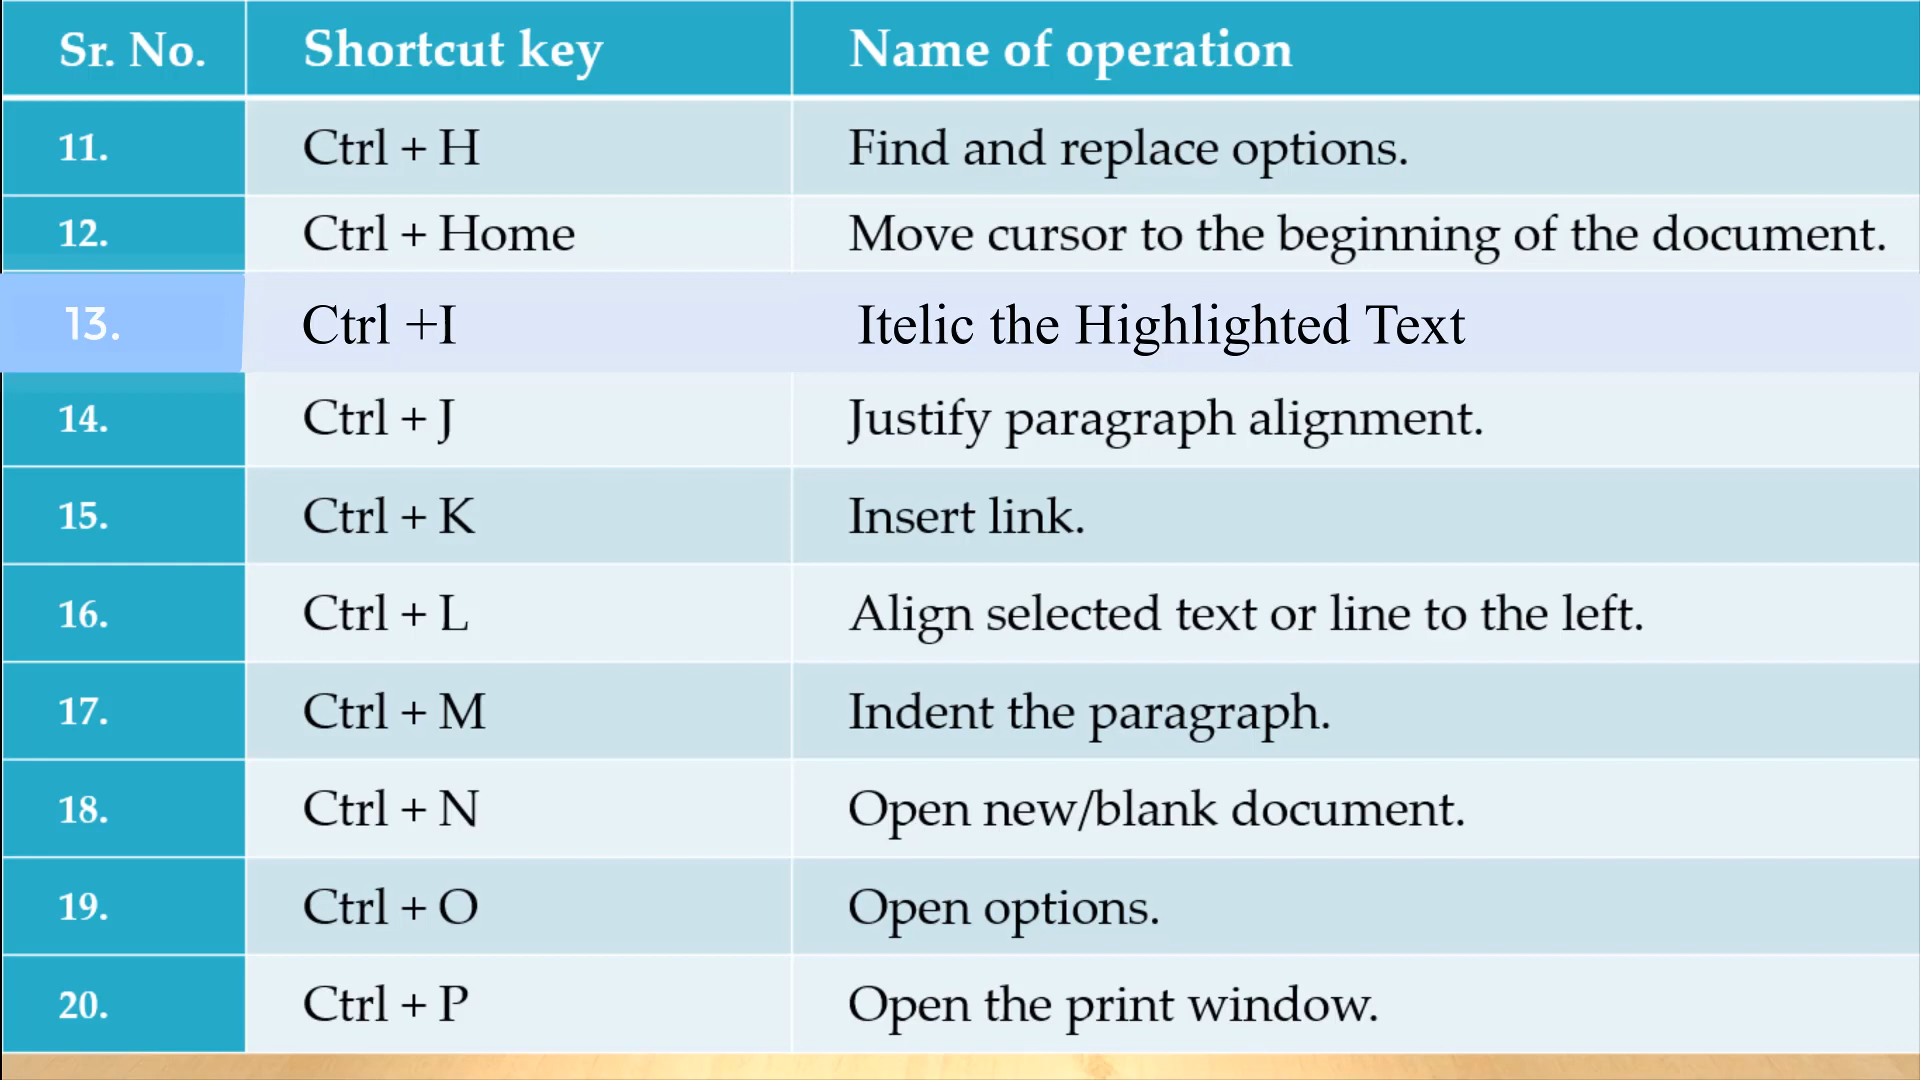 Sr. No. Shortcut key Name of operation
11. Ctrl + H Find and replace options.
12. Ctrl + Home Move cursor to the beginning of the document.
13. Ctrl +I Itelic the Highlighted Text
14. Ctrl + J Justify paragraph alignment.
15. Ctrl + K Insert link.
16. Ctrl + L Align selected text or line to the left.
17. Ctrl + M Indent the paragraph.
18. Ctrl + N Open new/blank document.
19. Ctrl + O Open options.
20. Ctrl + P Open the print window.